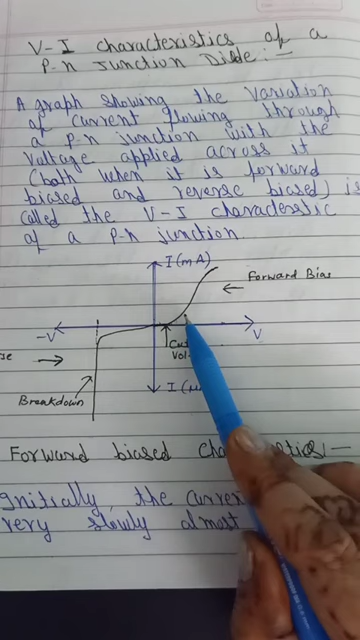 V-I characteristics of a
P-n Junction Diode:-
A graph showing the variation
of current flowing through
a p-n junction with the
voltage applied across it
(both when it is forward
biased and reverse biased) is
called the V-I characteristic
of a p-n junction.
I (mA)
Forward Bias
-V
V
Vol
Breakdown
I
Forward biased
Initially, the
very slowly almost